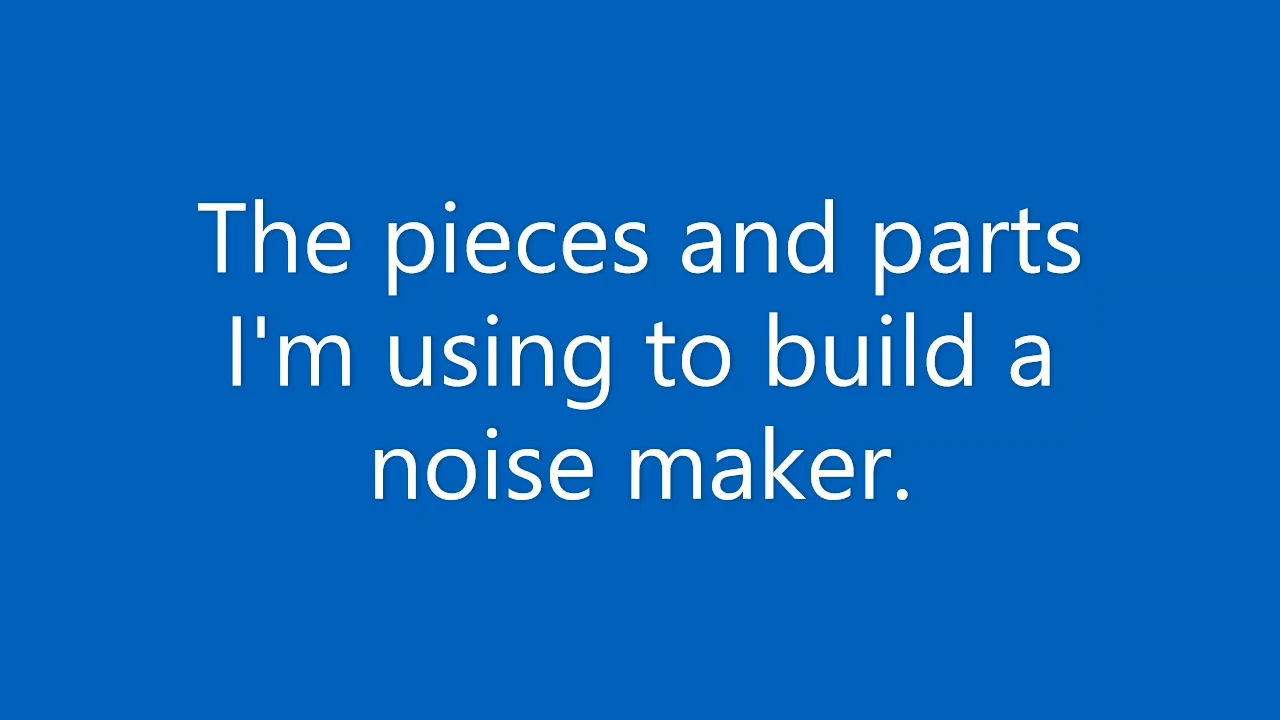 The pieces and parts
I'm using to build a
noise maker.